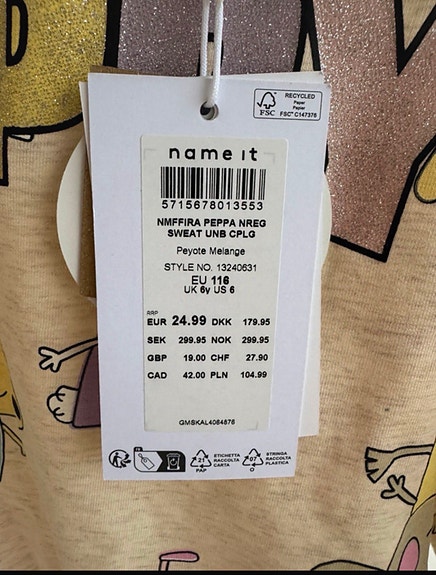 RECYCLED
Paper
Papier
FSC
FSC™ C147376
name it
5715678013553
NMFFIRA PEPPA NREG
SWEAT UNB CPLG
Peyote Melange
STYLE NO. 13240631
EU 116
UK 6y US 6
RRP
EUR 24.99 DKK 179.95
SEK 299.95 NOK 299.95
GBP 19.00 CHF 27.90
CAD 42.00 PLN 104.99
GMSKAL4064876
FR
21
PAP
ETICHETTA
RACCOLTA
CARTA
07
O
STRINGA
RACCOLTA
PLASTICA